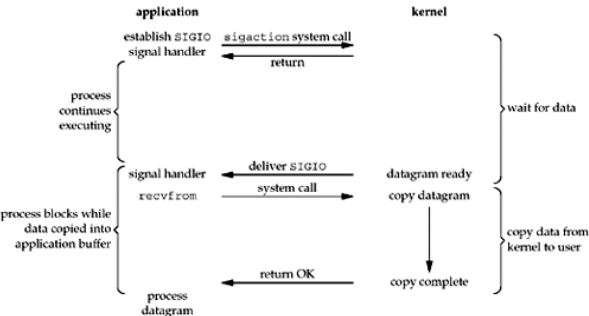 application kernel
establish SIGIO sigaction system call
signal handler
return
process
continues
executing
wait for data
deliver SIGIO
signal handler datagram ready
system call
recvfrom copy datagram
process blocks while
data copied into
application buffer
copy data from
kernel to user
return OK
copy complete
process
datagram